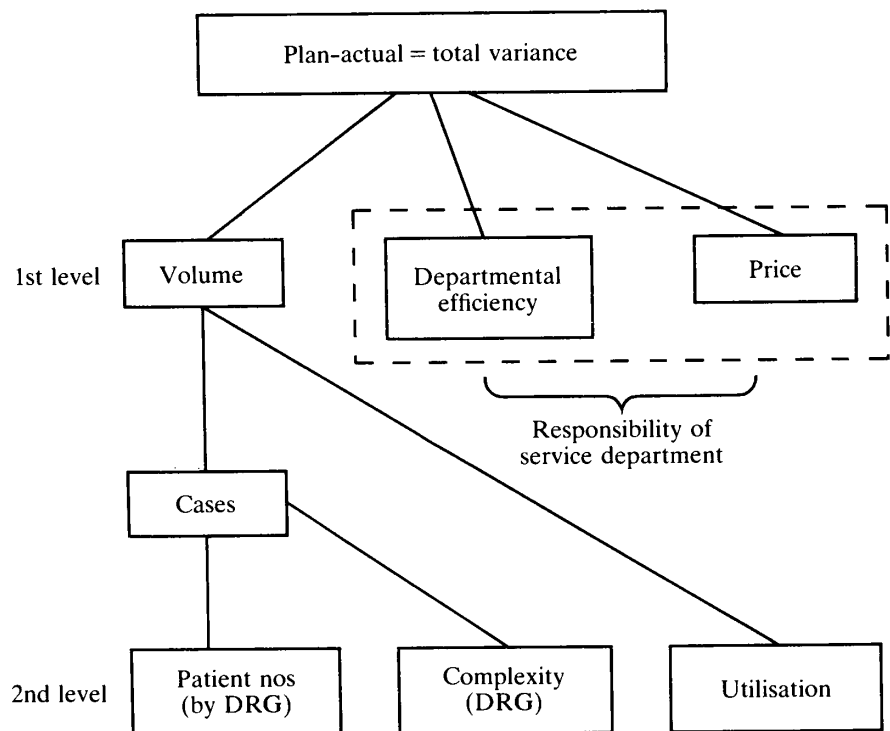 Plan-actual = total variance
1st level
Volume
Departmental
efficiency
Price
Responsibility of
service department
Cases
2nd level
Patient nos
(by DRG)
Complexity
(DRG)
Utilisation